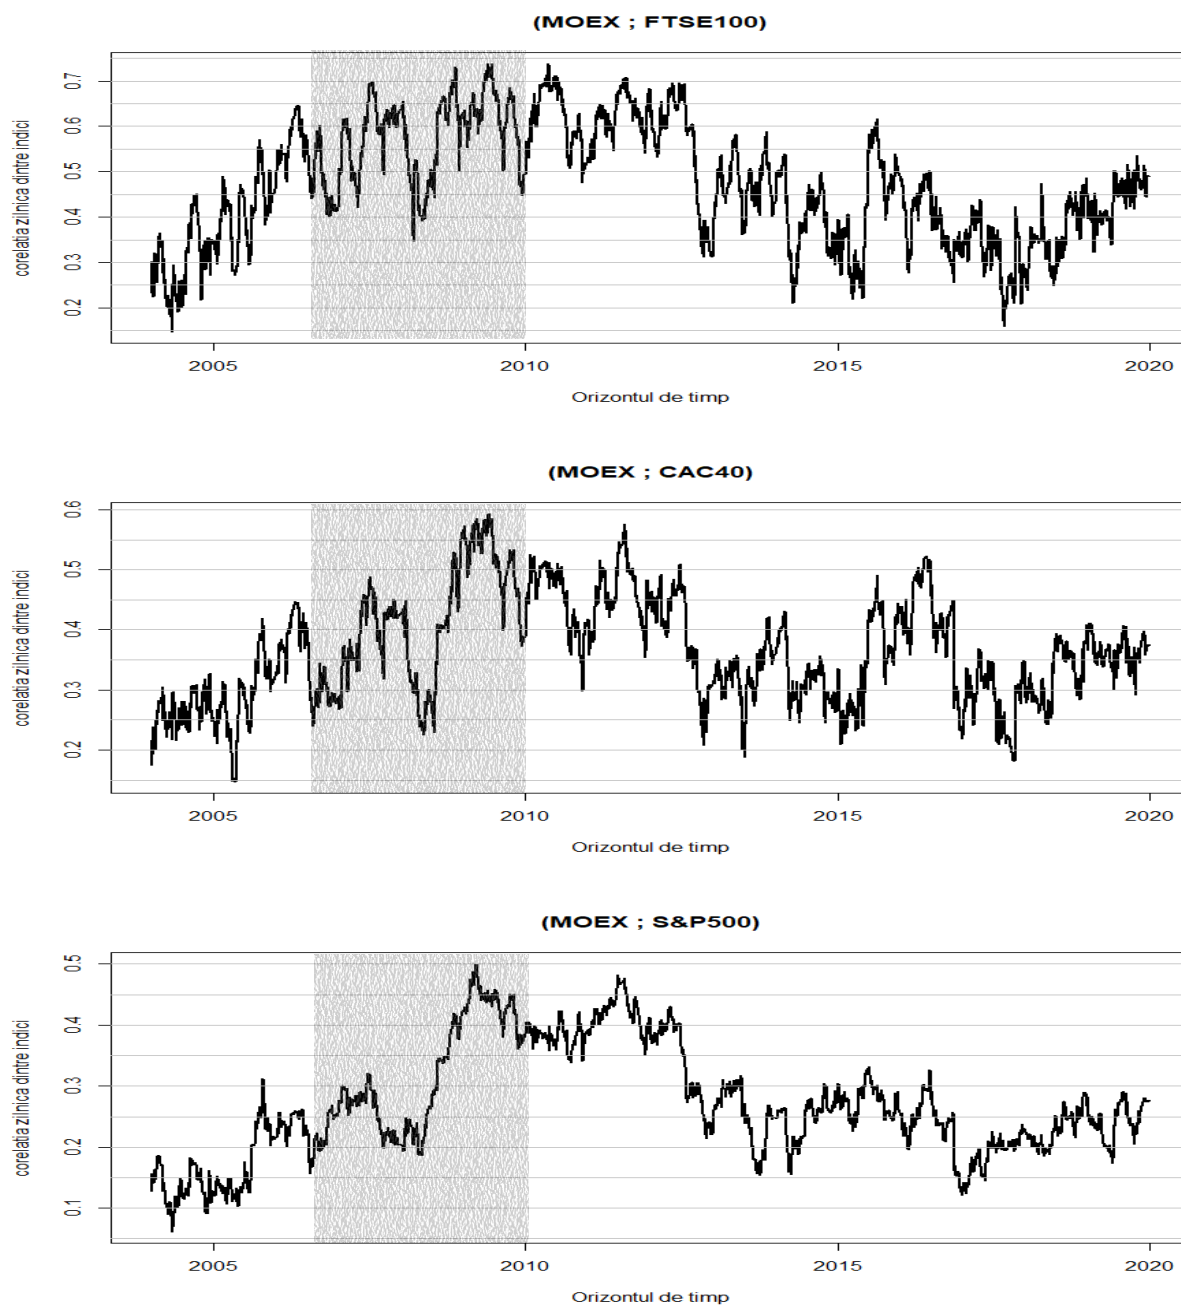 (MOEX ; FTSE100)
corelatia zilnica dintre indici
0.7
0.6
0.5
0.4
0.3
0.2
2005 2010 2015 2020
Orizontul de timp
(MOEX ; CAC40)
corelatia zilnica dintre indici
0.6
0.5
0.4
0.3
0.2
2005 2010 2015 2020
Orizontul de timp
(MOEX ; S&P500)
corelatia zilnica dintre indici
0.5
0.4
0.3
0.2
0.1
2005 2010 2015 2020
Orizontul de timp